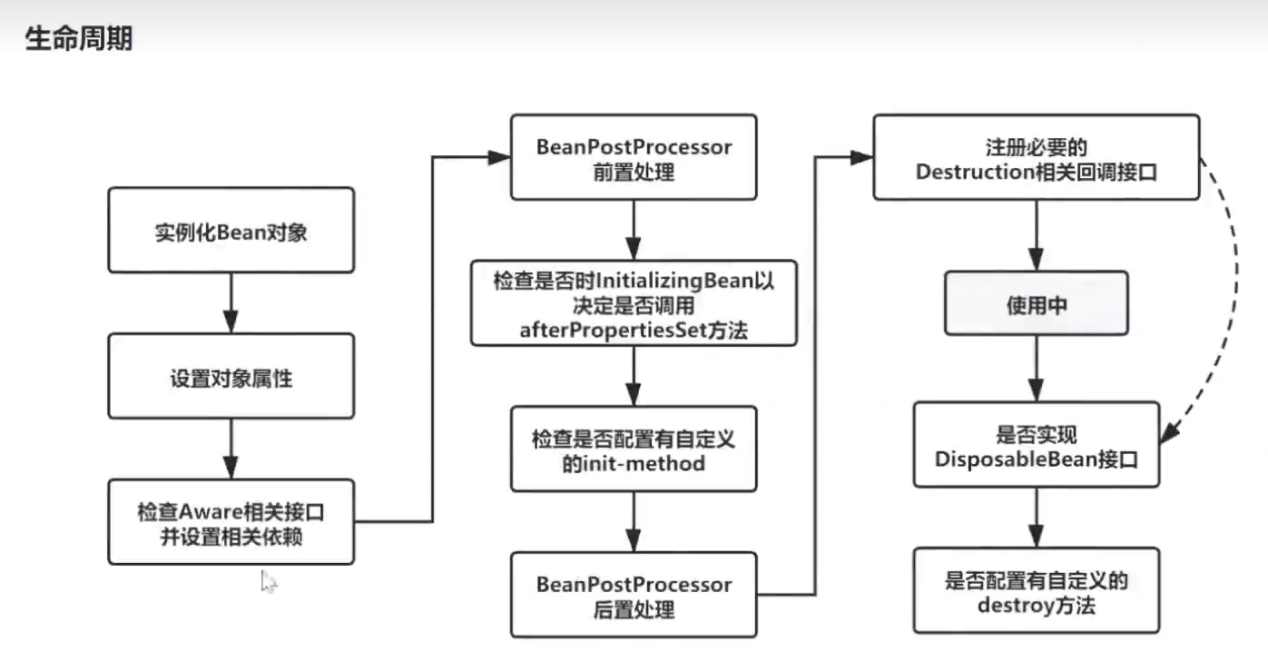 生命周期
实例化Bean对象
设置对象属性
检查Aware相关接口
并设置相关依赖
BeanPostProcessor
前置处理
检查是否时InitializingBean以
决定是否调用
afterPropertiesSet方法
检查是否配置有自定义
的init-method
BeanPostProcessor
后置处理
注册必要的
Destruction相关回调接口
使用中
是否实现
DisposableBean接口
是否配置有自定义的
destroy方法